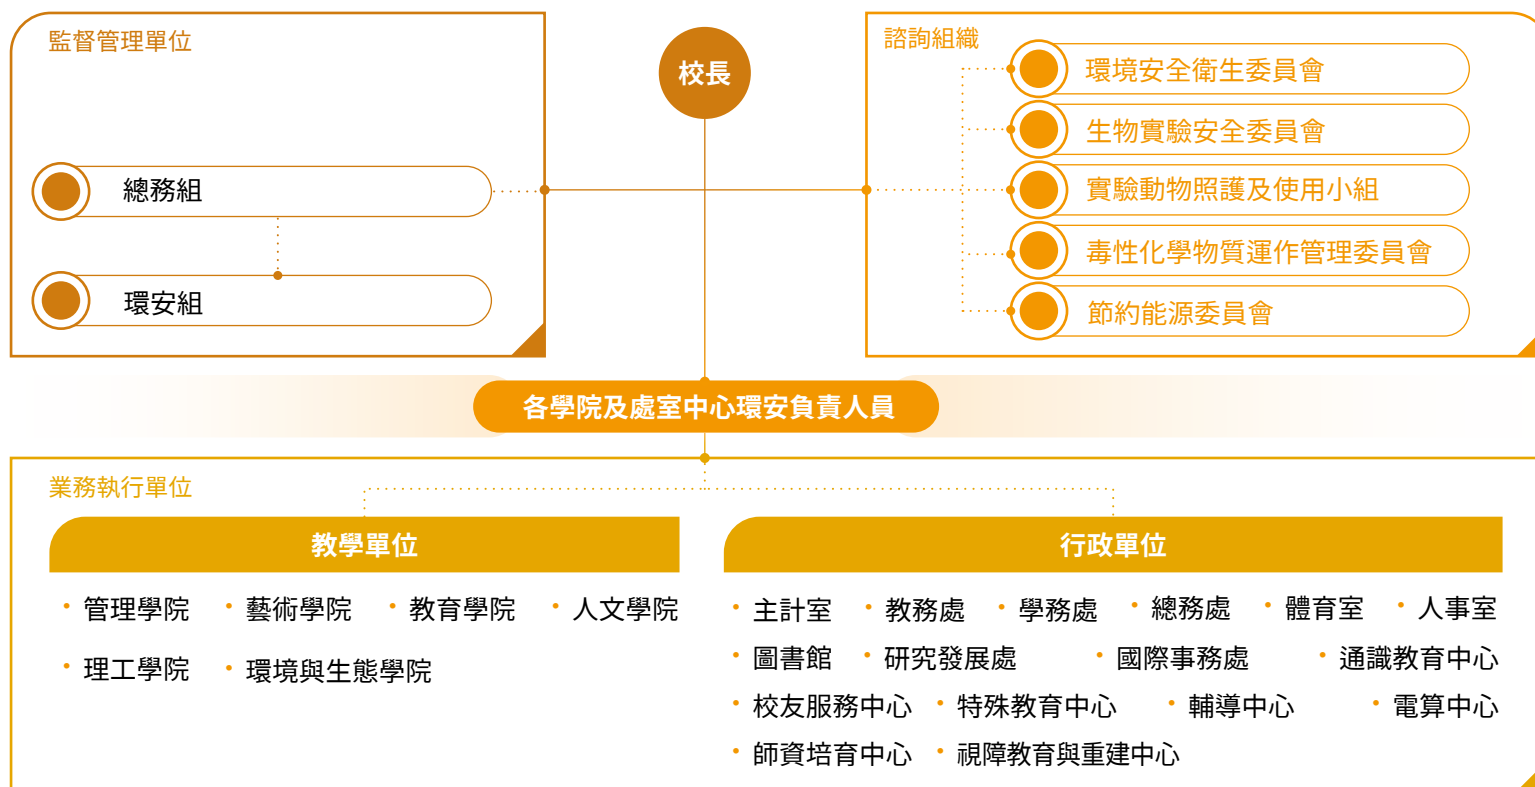 監督管理單位
總務組
環安組
校長
諮詢組織
環境安全衛生委員會
生物實驗安全委員會
實驗動物照護及使用小組
毒性化學物質運作管理委員會
節約能源委員會
各學院及處室中心環安負責人員
業務執行單位
教學單位
• 管理學院 • 藝術學院 • 教育學院 • 人文學院
• 理工學院 • 環境與生態學院
行政單位
• 主計室 • 教務處 • 學務處 • 總務處 • 體育室 • 人事室
• 圖書館 • 研究發展處 • 國際事務處 • 通識教育中心
• 校友服務中心 • 特殊教育中心 • 輔導中心 • 電算中心
• 師資培育中心 • 視障教育與重建中心